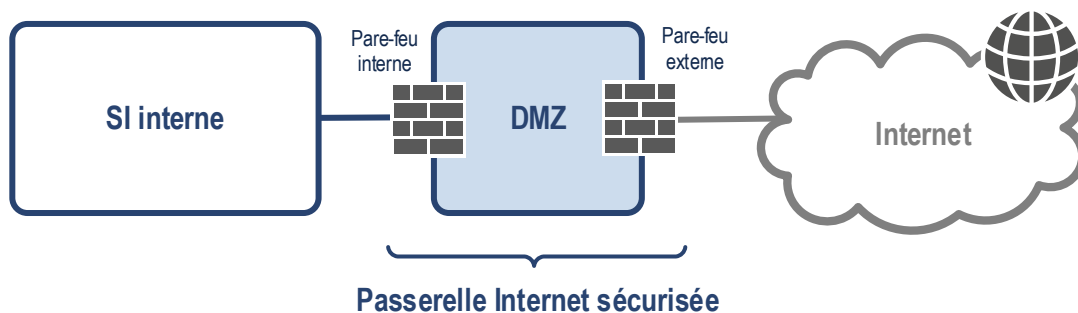 Pare-feu
interne
Pare-feu
externe
SI interne
DMZ
Internet
Passerelle Internet sécurisée